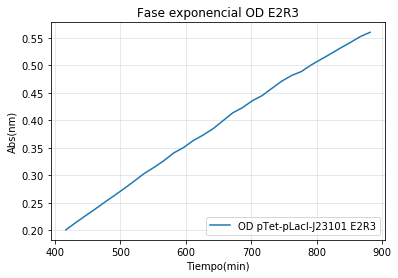 Fase exponencial OD E2R3
Abs(nm)
0.55
0.50
0.45
0.40
0.35
0.30
0.25
0.20
400 500 600 700 800 900
Tiempo(min)
OD pTet-pLacI-J23101 E2R3